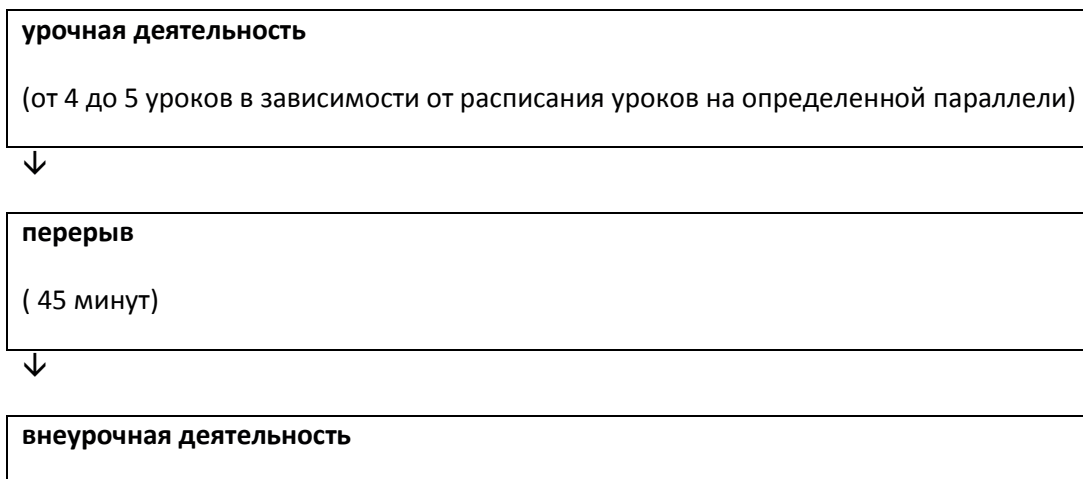 урочная деятельность
(от 4 до 5 уроков в зависимости от расписания уроков на определенной параллели)
↓
перерыв
( 45 минут)
↓
внеурочная деятельность